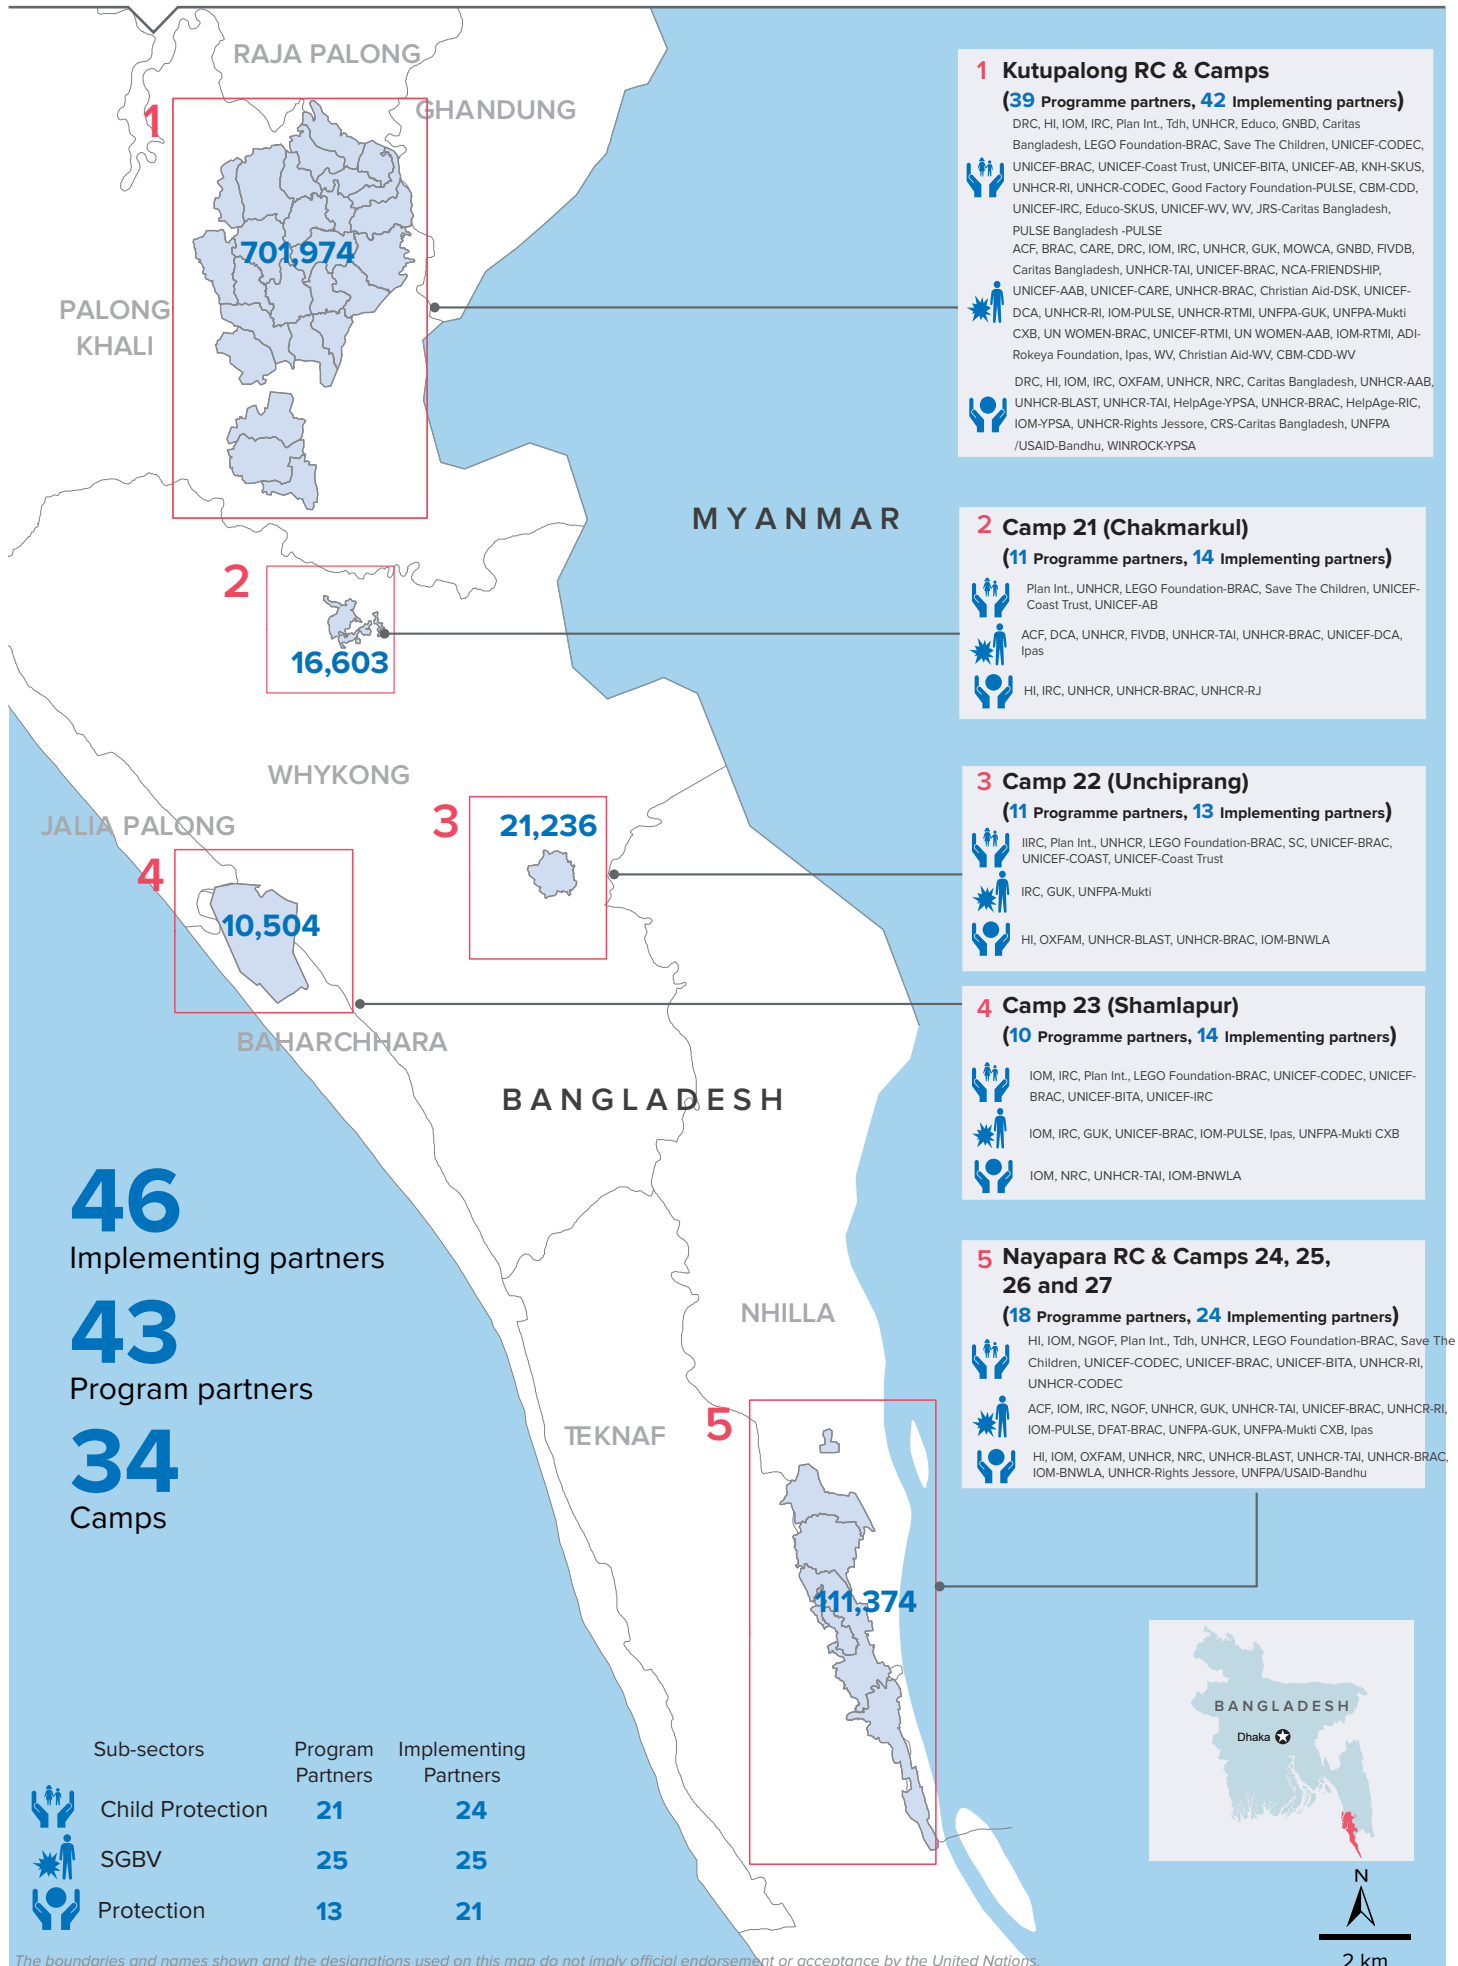 RAJA PALONG
GHANDUNG
1
701,974
PALONG
KHALI
MYANMAR
2
16,603
WHYKONG
JALIA PALONG
3
21,236
4
10,504
BAHARCHHARA
BANGLADESH
NHILLA
TEKNAF
5
111,374
1 Kutupalong RC & Camps
(39 Programme partners, 42 Implementing partners)
DRC, HI, IOM, IRC, Plan Int., Tdh, UNHCR, Educo, GNBD, Caritas
Bangladesh, LEGO Foundation-BRAC, Save The Children, UNICEF-CODEC,
UNICEF-BRAC, UNICEF-Coast Trust, UNICEF-BITA, UNICEF-AB, KNH-SKUS,
UNHCR-RI, UNHCR-CODEC, Good Factory Foundation-PULSE, CBM-CDD,
UNICEF-IRC, Educo-SKUS, UNICEF-WV, WV, JRS-Caritas Bangladesh,
PULSE Bangladesh -PULSE
ACF, BRAC, CARE, DRC, IOM, IRC, UNHCR, GUK, MOWCA, GNBD, FIVDB,
Caritas Bangladesh, UNHCR-TAI, UNICEF-BRAC, NCA-FRIENDSHIP,
UNICEF-AAB, UNICEF-CARE, UNHCR-BRAC, Christian Aid-DSK, UNICEF-
DCA, UNHCR-RI, IOM-PULSE, UNHCR-RTMI, UNFPA-GUK, UNFPA-Mukti
CXB, UN WOMEN-BRAC, UNICEF-RTMI, UN WOMEN-AAB, IOM-RTMI, ADI-
Rokeya Foundation, Ipas, WV, Christian Aid-WV, CBM-CDD-WV
DRC, HI, IOM, IRC, OXFAM, UNHCR, NRC, Caritas Bangladesh, UNHCR-AAB,
UNHCR-BLAST, UNHCR-TAI, HelpAge-YPSA, UNHCR-BRAC, HelpAge-RIC,
IOM-YPSA, UNHCR-Rights Jessore, CRS-Caritas Bangladesh, UNFPA
/USAID-Bandhu, WINROCK-YPSA
2 Camp 21 (Chakmarkul)
(11 Programme partners, 14 Implementing partners)
Plan Int., UNHCR, LEGO Foundation-BRAC, Save The Children, UNICEF-
Coast Trust, UNICEF-AB
ACF, DCA, UNHCR, FIVDB, UNHCR-TAI, UNHCR-BRAC, UNICEF-DCA,
Ipas
HI, IRC, UNHCR, UNHCR-BRAC, UNHCR-RJ
3 Camp 22 (Unchiprang)
(11 Programme partners, 13 Implementing partners)
IIRC, Plan Int., UNHCR, LEGO Foundation-BRAC, SC, UNICEF-BRAC,
UNICEF-COAST, UNICEF-Coast Trust
IRC, GUK, UNFPA-Mukti
HI, OXFAM, UNHCR-BLAST, UNHCR-BRAC, IOM-BNWLA
4 Camp 23 (Shamlapur)
(10 Programme partners, 14 Implementing partners)
IOM, IRC, Plan Int., LEGO Foundation-BRAC, UNICEF-CODEC, UNICEF-
BRAC, UNICEF-BITA, UNICEF-IRC
IOM, IRC, GUK, UNICEF-BRAC, IOM-PULSE, Ipas, UNFPA-Mukti CXB
IOM, NRC, UNHCR-TAI, IOM-BNWLA
5 Nayapara RC & Camps 24, 25,
26 and 27
(18 Programme partners, 24 Implementing partners)
HI, IOM, NGOF, Plan Int., Tdh, UNHCR, LEGO Foundation-BRAC, Save The
Children, UNICEF-CODEC, UNICEF-BRAC, UNICEF-BITA, UNHCR-RI,
UNHCR-CODEC
ACF, IOM, IRC, NGOF, UNHCR, GUK, UNHCR-TAI, UNICEF-BRAC, UNHCR-RI,
IOM-PULSE, DFAT-BRAC, UNFPA-GUK, UNFPA-Mukti CXB, Ipas
HI, IOM, OXFAM, UNHCR, NRC, UNHCR-BLAST, UNHCR-TAI, UNHCR-BRAC,
IOM-BNWLA, UNHCR-Rights Jessore, UNFPA/USAID-Bandhu
46
Implementing partners
43
Program partners
34
Camps
Sub-sectors Program Implementing
Partners Partners
Child Protection 21 24
SGBV 25 25
Protection 13 21
BANGLADESH
Dhaka
N
2 km
The boundaries and names shown and the designations used on this map do not imply official endorsement or acceptance by the United Nations.